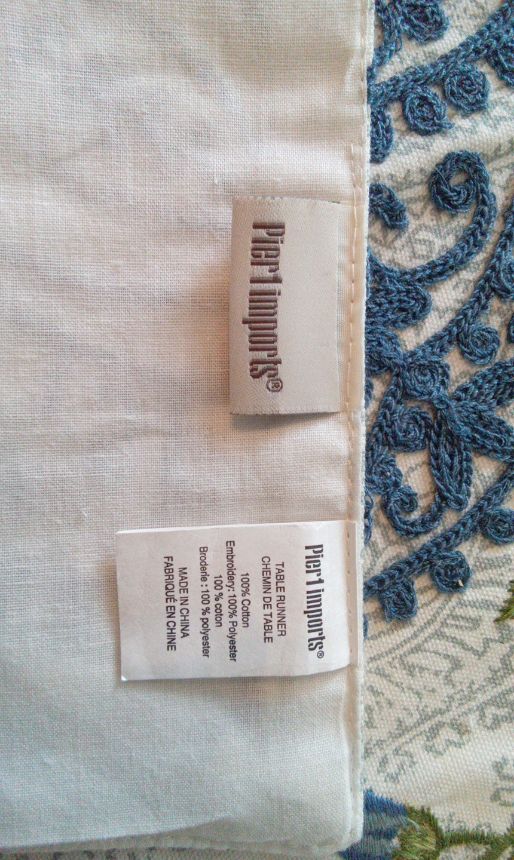 Pier1 imports®
Pier1 imports®
TABLE RUNNER
CHEMIN DE TABLE
100% Cotton
Embroidery: 100% Polyester
100 % coton
Broderie : 100 % polyester
MADE IN CHINA
FABRIQUÉ EN CHINE